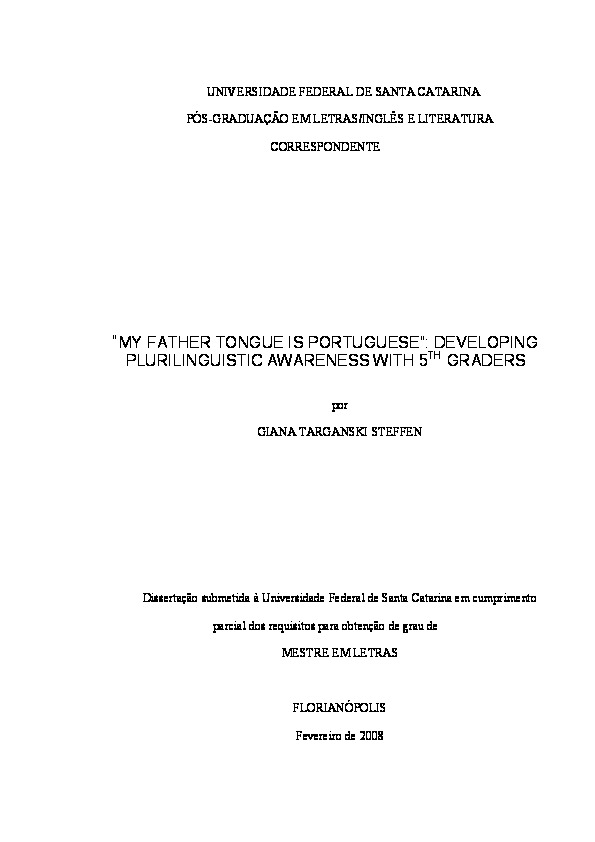 UNIVERSIDADE FEDERAL DE SANTA CATARINA
PÓS-GRADUAÇÃO EM LETRAS/INGLÊS E LITERATURA
CORRESPONDENTE
"MY FATHER TONGUE IS PORTUGUESE": DEVELOPING
PLURILINGUISTIC AWARENESS WITH 5TH GRADERS
por
GIANA TARGANSKI STEFFEN
Dissertação submetida à Universidade Federal de Santa Catarina em cumprimento
parcial dos requisitos para obtenção de grau de
MESTRE EM LETRAS
FLORIANÓPOLIS
Fevereiro de 2008